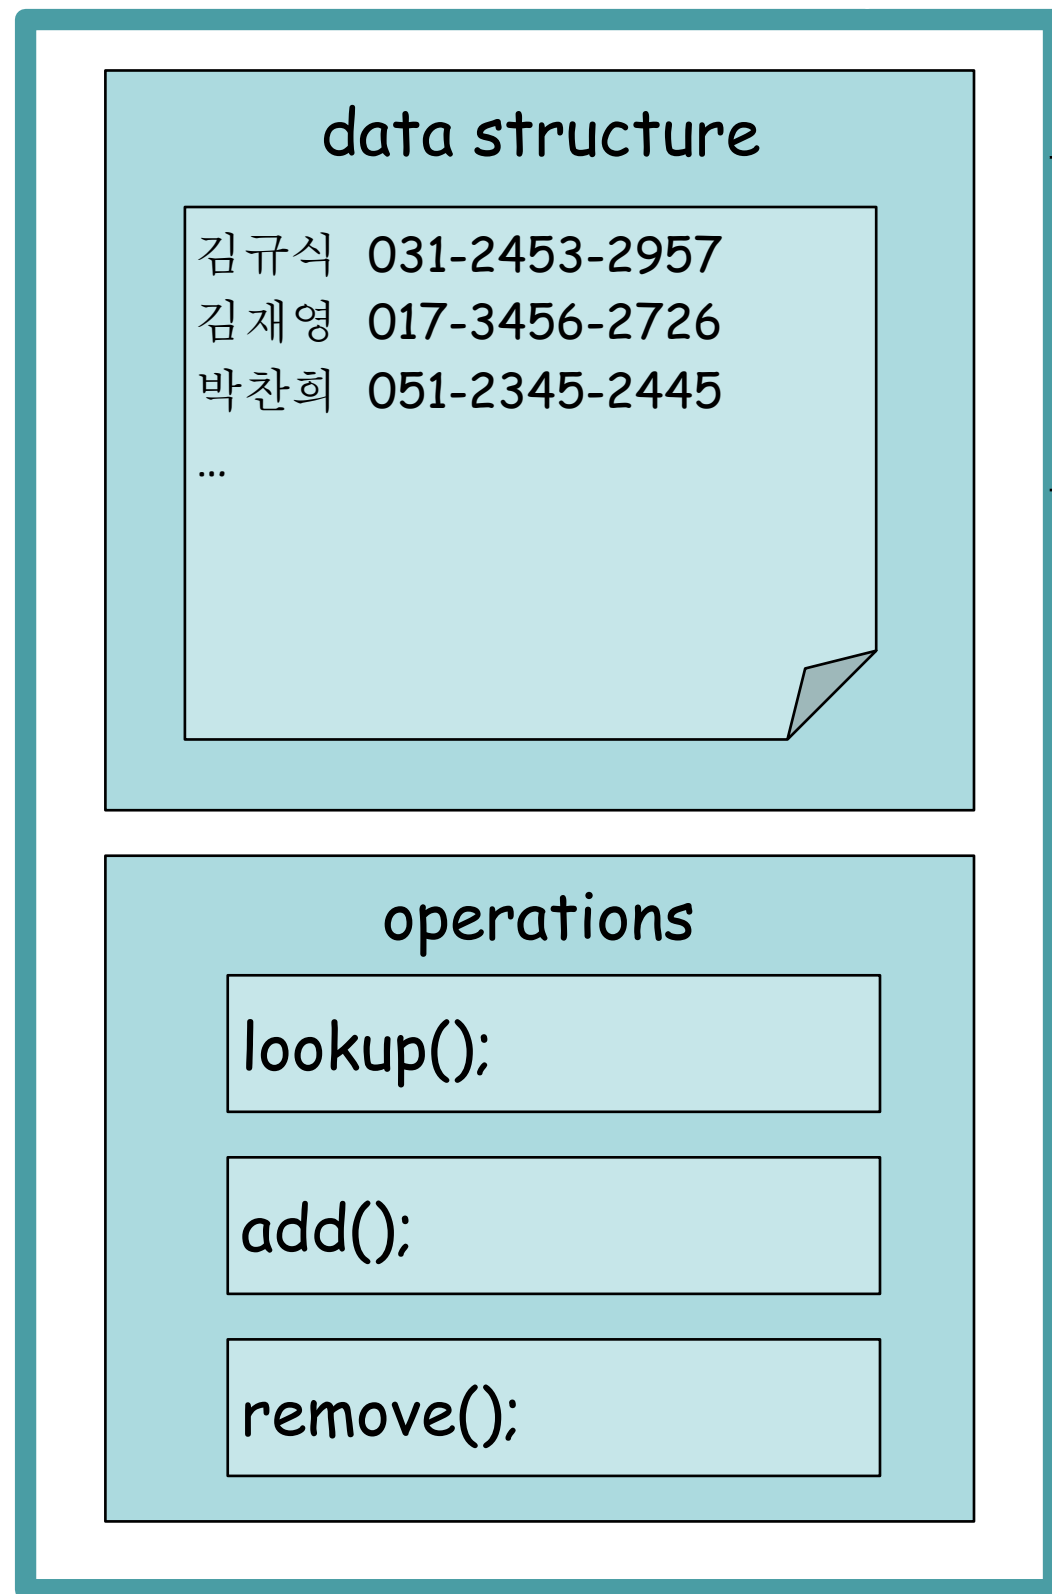 data structure
김규식 031-2453-2957
김재영 017-3456-2726
박찬희 051-2345-2445
...
operations
lookup();
add();
remove();